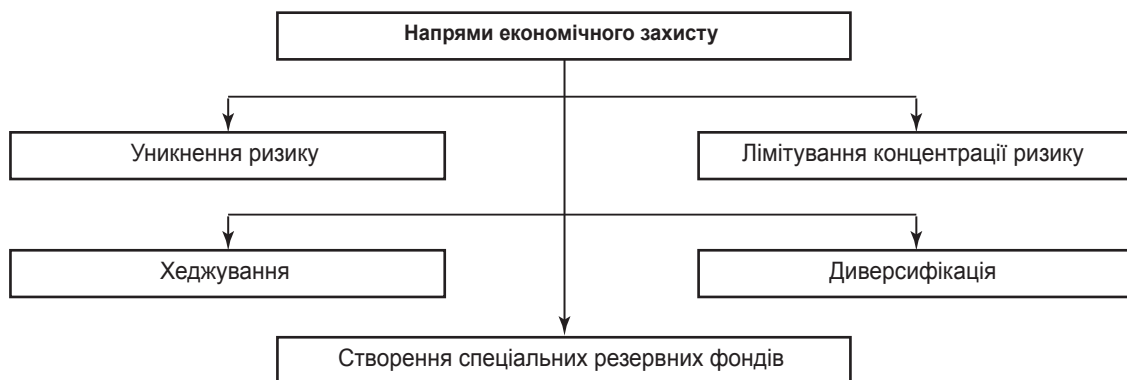 Напрями економічного захисту
Уникнення ризику
Лімітування концентрації ризику
Хеджування
Диверсифікація
Створення спеціальних резервних фондів